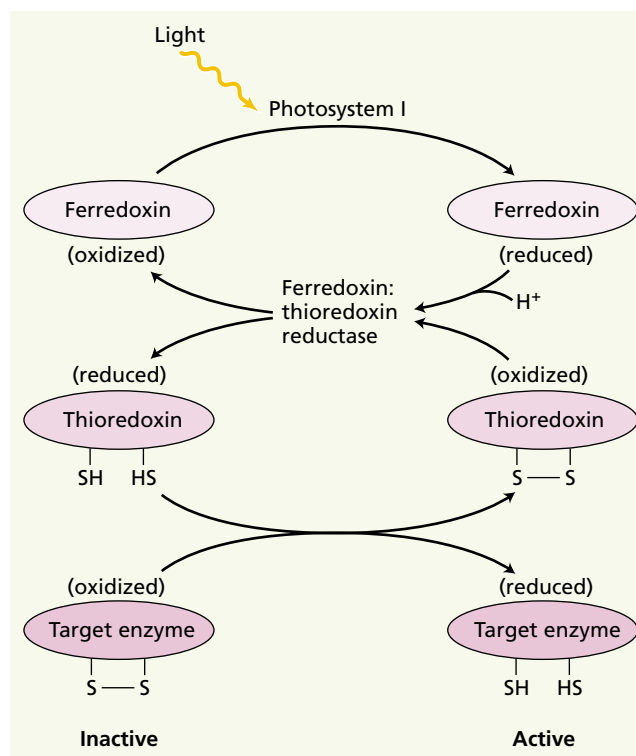 Light
Photosystem I
Ferredoxin
Ferredoxin
(oxidized)
(reduced)
Ferredoxin:
thioredoxin
reductase
H+
(reduced)
(oxidized)
Thioredoxin
Thioredoxin
SH HS
S S
(oxidized)
(reduced)
Target enzyme
Target enzyme
S S
SH HS
Inactive
Active